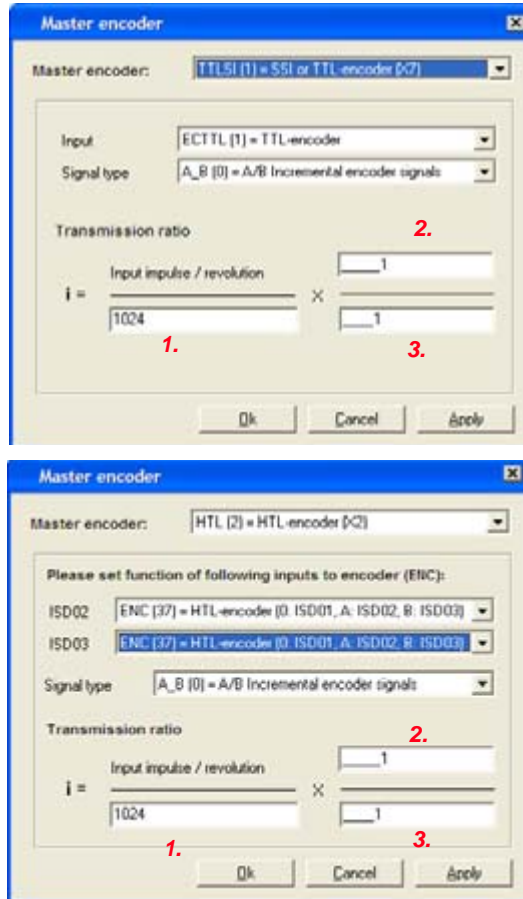 Master encoder
Master encoder: TTLSI (1) = SSI or TTL-encoder (X7)
Input ECTTL (1) = TTL-encoder
Signal type A_B (0) = A/B Incremental encoder signals
Transmission ratio
2.
____1
Input impulse / revolution
i = X
1024 ____1
1. 3.
Ok Cancel Apply
Master encoder
Master encoder: HTL (2) = HTL-encoder (X2)
Please set function of following inputs to encoder (ENC):
ISD02 ENC (37) = HTL-encoder (0: ISD01, A: ISD02, B: ISD03)
ISD03 ENC (37) = HTL-encoder (0: ISD01, A: ISD02, B: ISD03)
Signal type A_B (0) = A/B Incremental encoder signals
Transmission ratio
2.
____1
Input impulse / revolution
i = X
1024 ____1
1. 3.
Ok Cancel Apply